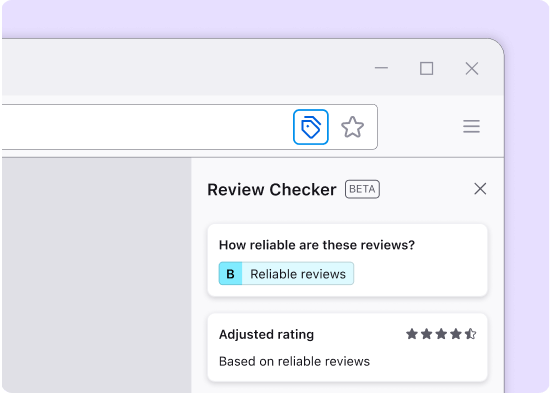 Review Checker BETA
How reliable are these reviews?
B Reliable reviews
Adjusted rating
Based on reliable reviews